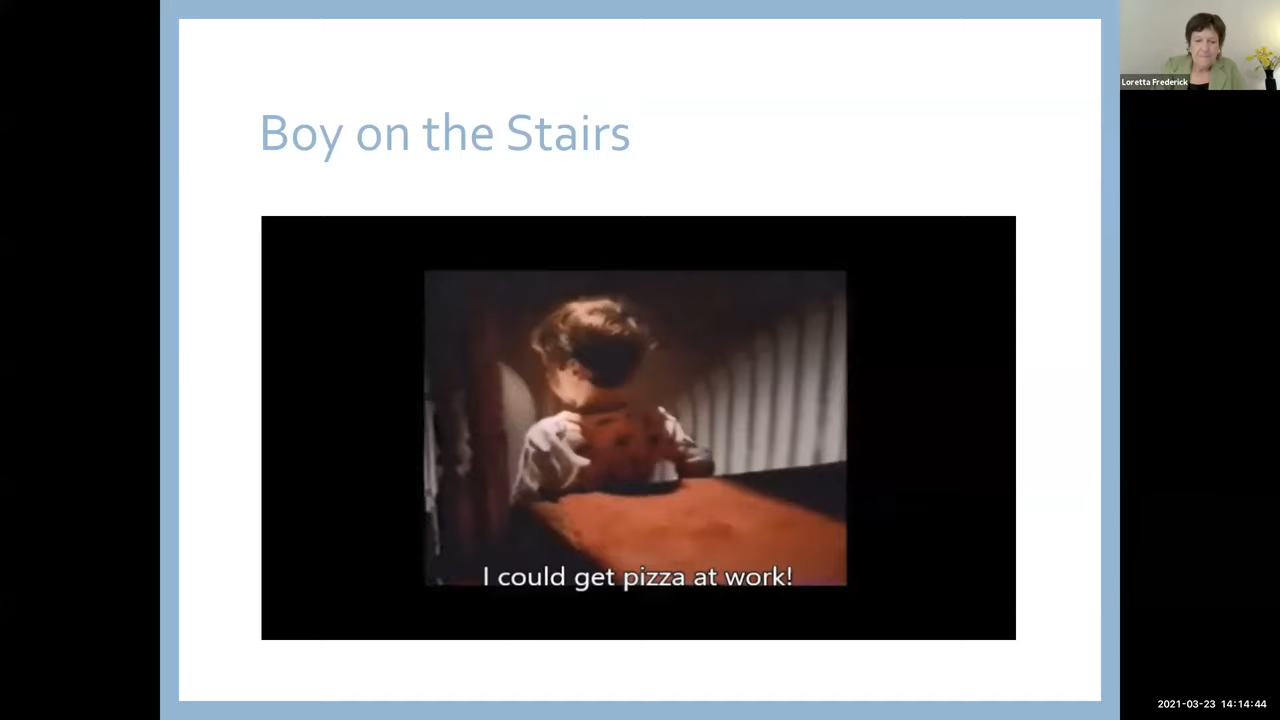 Boy on the Stairs
I could get pizza at work!
Loretta Frederick
2021-03-23 14:14:44